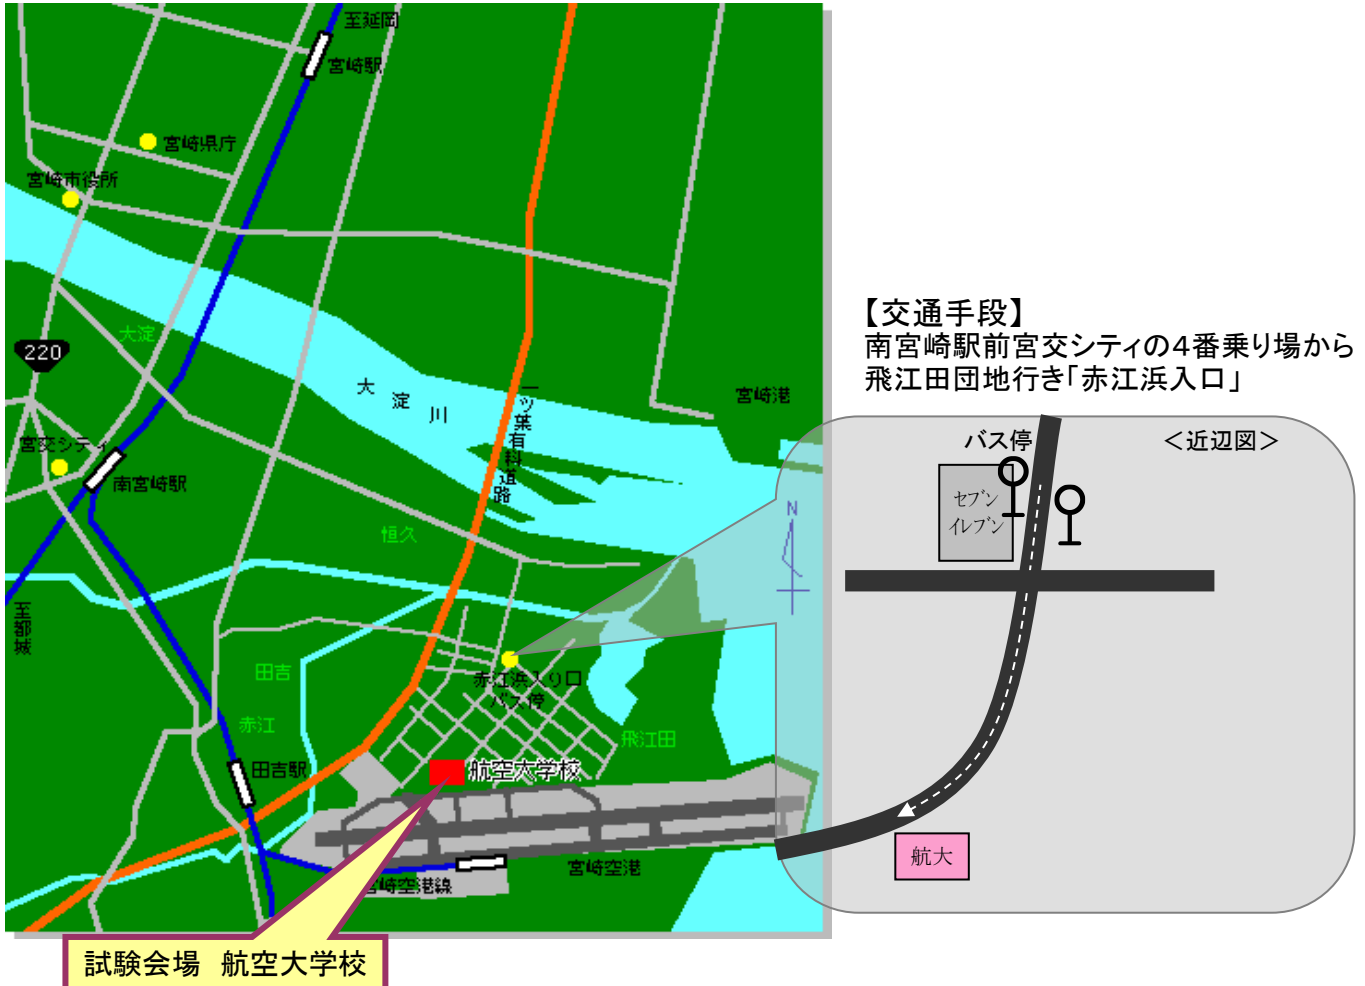 至延岡
宮崎駅
宮崎県庁
宮崎市役所
大淀
220
大淀川
一ツ葉有料道路
宮崎港
宮交シティ
南宮崎駅
恒久
N
至都城
田吉
赤江浜入り口
バス停
赤江
飛江田
田吉駅
航空大学校
宮崎空港
宮崎空港線
試験会場 航空大学校
【交通手段】
南宮崎駅前宮交シティの4番乗り場から
飛江田団地行き「赤江浜入口」
バス停
＜近辺図＞
セブン
イレブン
航大